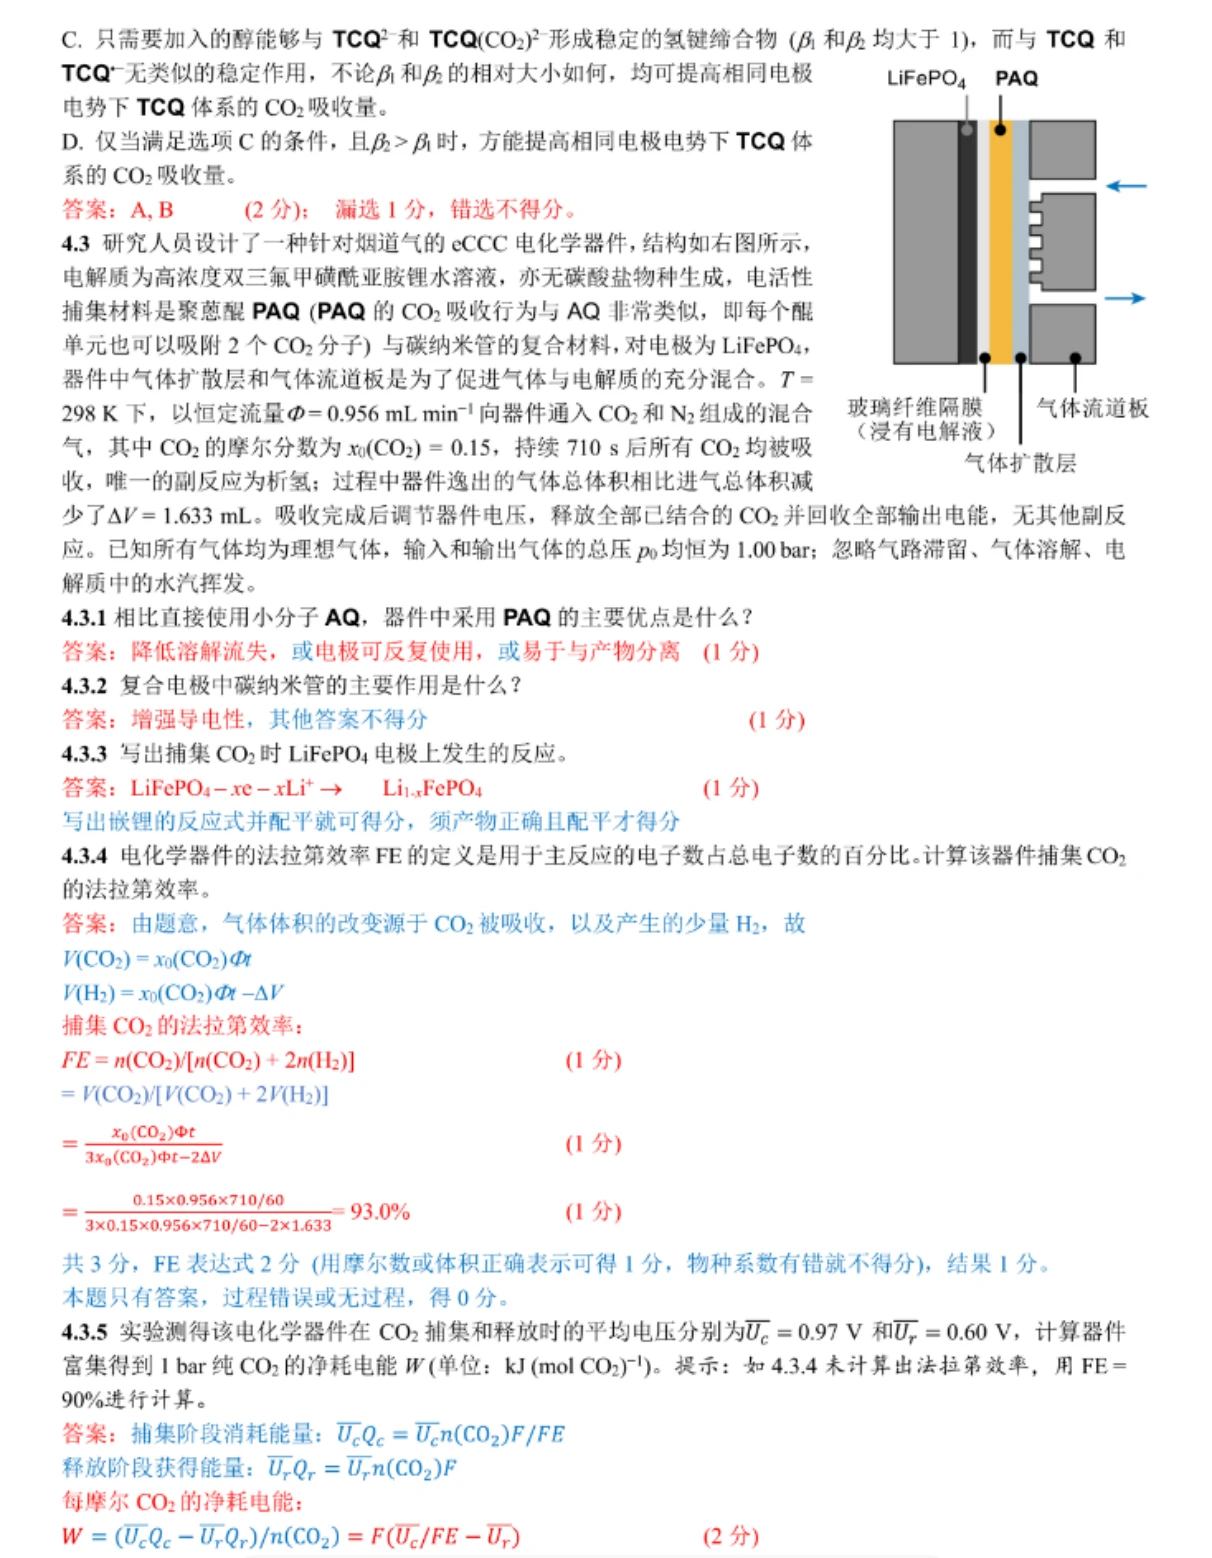 C. 只需要加入的醇能够与 TCQ²⁻和 TCQ(CO₂)²⁻形成稳定的氢键缔合物 (β₁ 和β₂ 均大于 1)，而与 TCQ 和
TCQ•⁻无类似的稳定作用，不论β₁ 和β₂ 的相对大小如何，均可提高相同电极
电势下 TCQ 体系的 CO₂ 吸收量。
D. 仅当满足选项 C 的条件，且β₂ > β₁ 时，方能提高相同电极电势下 TCQ 体
系的 CO₂ 吸收量。
答案：A, B (2 分)； 漏选 1 分，错选不得分。
4.3 研究人员设计了一种针对烟道气的 eCCC 电化学器件，结构如右图所示，
电解质为高浓度双三氟甲磺酰亚胺锂水溶液，亦无碳酸盐物种生成，电活性
捕集材料是聚蒽醌 PAQ (PAQ 的 CO₂ 吸收行为与 AQ 非常类似，即每个醌
单元也可以吸附 2 个 CO₂ 分子) 与碳纳米管的复合材料，对电极为 LiFePO₄，
器件中气体扩散层和气体流道板是为了促进气体与电解质的充分混合。T =
298 K 下，以恒定流量Φ = 0.956 mL min⁻¹ 向器件通入 CO₂ 和 N₂ 组成的混合
气，其中 CO₂ 的摩尔分数为 x₀(CO₂) = 0.15，持续 710 s 后所有 CO₂ 均被吸
收，唯一的副反应为析氢；过程中器件逸出的气体总体积相比进气总体积减
少了ΔV = 1.633 mL。吸收完成后调节器件电压，释放全部已结合的 CO₂ 并回收全部输出电能，无其他副反
应。已知所有气体均为理想气体，输入和输出气体的总压 p₀ 均恒为 1.00 bar；忽略气路滞留、气体溶解、电
解质中的水汽挥发。
LiFePO₄ PAQ
玻璃纤维隔膜
（浸有电解液）
气体流道板
气体扩散层
4.3.1 相比直接使用小分子 AQ，器件中采用 PAQ 的主要优点是什么？
答案：降低溶解流失，或电极可反复使用，或易于与产物分离 (1 分)
4.3.2 复合电极中碳纳米管的主要作用是什么？
答案：增强导电性，其他答案不得分 (1 分)
4.3.3 写出捕集 CO₂ 时 LiFePO₄ 电极上发生的反应。
答案：LiFePO₄ – xe – xLi⁺ → Li₁₋ₓFePO₄ (1 分)
写出嵌锂的反应式并配平就可得分，须产物正确且配平才得分
4.3.4 电化学器件的法拉第效率 FE 的定义是用于主反应的电子数占总电子数的百分比。计算该器件捕集 CO₂
的法拉第效率。
答案：由题意，气体体积的改变源于 CO₂ 被吸收，以及产生的少量 H₂，故
V(CO₂) = x₀(CO₂)Φt
V(H₂) = x₀(CO₂)Φt –ΔV
捕集 CO₂ 的法拉第效率：
FE = n(CO₂)/[n(CO₂) + 2n(H₂)] (1 分)
= V(CO₂)/[V(CO₂) + 2V(H₂)]
= x₀(CO₂)Φt / 3x₀(CO₂)Φt−2ΔV (1 分)
= 0.15×0.956×710/60 / 3×0.15×0.956×710/60−2×1.633 = 93.0% (1 分)
共 3 分，FE 表达式 2 分 (用摩尔数或体积正确表示可得 1 分，物种系数有错就不得分)，结果 1 分。
本题只有答案，过程错误或无过程，得 0 分。
4.3.5 实验测得该电化学器件在 CO₂ 捕集和释放时的平均电压分别为U̅c = 0.97 V 和U̅r = 0.60 V，计算器件
富集得到 1 bar 纯 CO₂ 的净耗电能 W (单位：kJ (mol CO₂)⁻¹)。提示：如 4.3.4 未计算出法拉第效率，用 FE =
90%进行计算。
答案：捕集阶段消耗能量：U̅cQc = U̅cn(CO₂)F/FE
释放阶段获得能量：U̅rQr = U̅rn(CO₂)F
每摩尔 CO₂ 的净耗电能：
W = (U̅cQc − U̅rQr)/n(CO₂) = F(U̅c/FE − U̅r) (2 分)